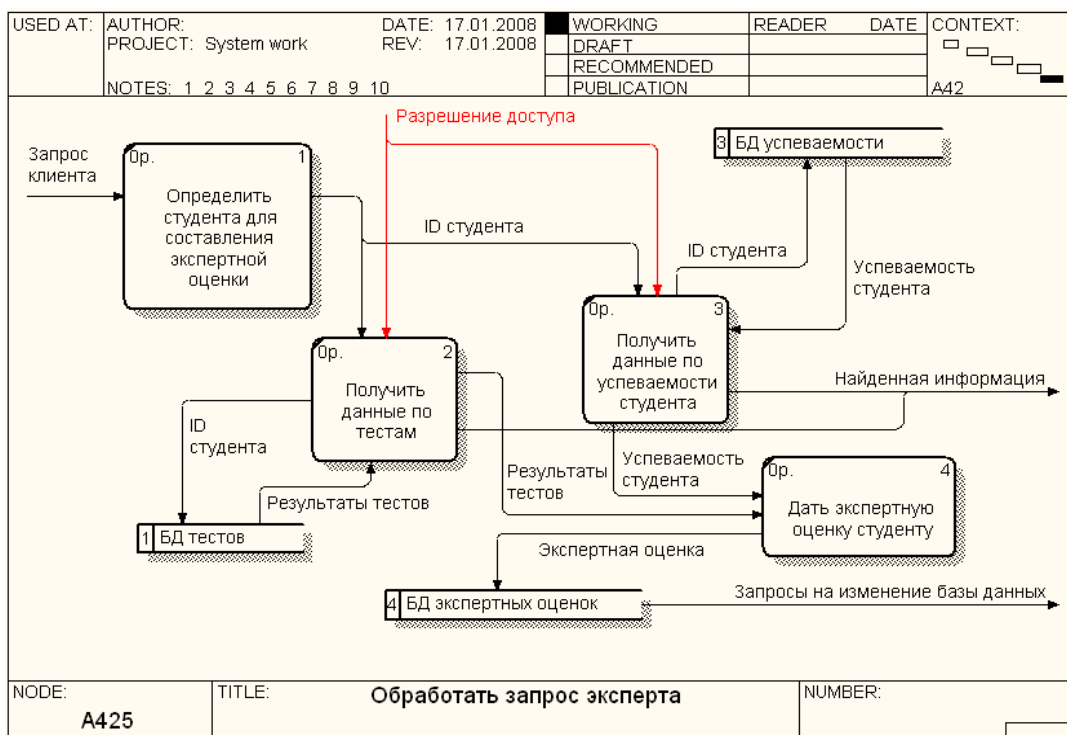 USED AT:
AUTHOR:
DATE: 17.01.2008
PROJECT: System work
REV: 17.01.2008
NOTES: 1 2 3 4 5 6 7 8 9 10
WORKING
DRAFT
RECOMMENDED
PUBLICATION
READER DATE
CONTEXT:
A42
Разрешение доступа
Запрос
клиента
0р. 1
Определить
студента для
составления
экспертной
оценки
ID студента
3 БД успеваемости
ID студента
Успеваемость
студента
0р. 3
Получить
данные по
успеваемости
студента
0р. 2
Получить
данные по
тестам
Найденная информация
ID
студента
Результаты тестов
1 БД тестов
Результаты
тестов
Успеваемость
студента
0р. 4
Дать экспертную
оценку студенту
Экспертная оценка
4 БД экспертных оценок
Запросы на изменение базы данных
NODE:
A425
TITLE:
Обработать запрос эксперта
NUMBER: